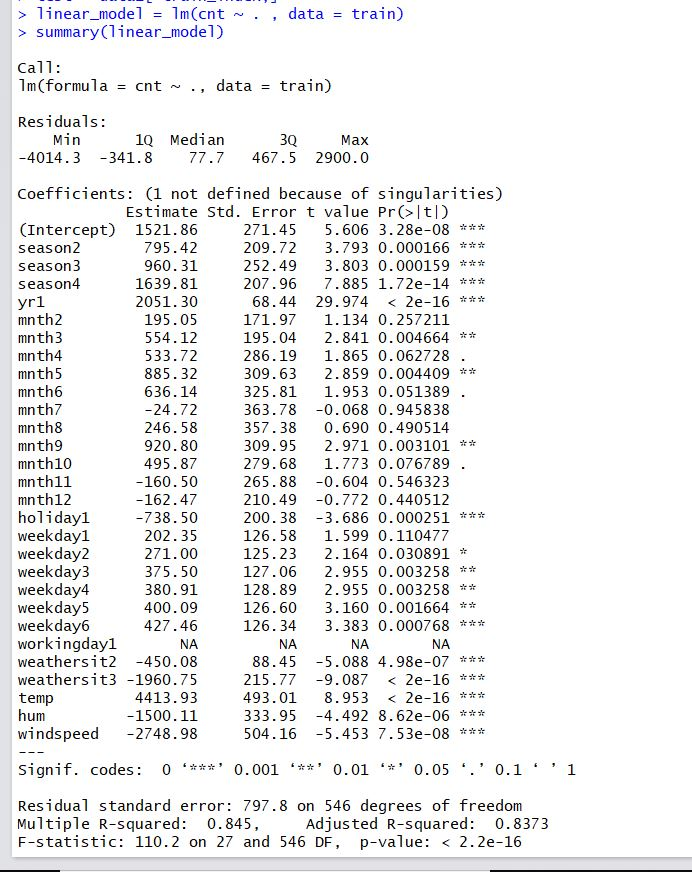 > linear_model = lm(cnt ~ . , data = train)
> summary(linear_model)
Call:
lm(formula = cnt ~ ., data = train)
Residuals:
    Min      1Q  Median      3Q     Max
-4014.3  -341.8    77.7   467.5  2900.0
Coefficients: (1 not defined because of singularities)
             Estimate Std. Error t value Pr(>|t|)
(Intercept)   1521.86     271.45   5.606 3.28e-08 ***
season2        795.42     209.72   3.793 0.000166 ***
season3        960.31     252.49   3.803 0.000159 ***
season4       1639.81     207.96   7.885 1.72e-14 ***
yr1           2051.30      68.44  29.974  < 2e-16 ***
mnth2          195.05     171.97   1.134 0.257211
mnth3          554.12     195.04   2.841 0.004664 **
mnth4          533.72     286.19   1.865 0.062728 .
mnth5          885.32     309.63   2.859 0.004409 **
mnth6          636.14     325.81   1.953 0.051389 .
mnth7          -24.72     363.78  -0.068 0.945838
mnth8          246.58     357.38   0.690 0.490514
mnth9          920.80     309.95   2.971 0.003101 **
mnth10         495.87     279.68   1.773 0.076789 .
mnth11        -160.50     265.88  -0.604 0.546323
mnth12        -162.47     210.49  -0.772 0.440512
holiday1      -738.50     200.38  -3.686 0.000251 ***
weekday1       202.35     126.58   1.599 0.110477
weekday2       271.00     125.23   2.164 0.030891 *
weekday3       375.50     127.06   2.955 0.003258 **
weekday4       380.91     128.89   2.955 0.003258 **
weekday5       400.09     126.60   3.160 0.001664 **
weekday6       427.46     126.34   3.383 0.000768 ***
workingday1        NA         NA      NA       NA
weathersit2   -450.08      88.45  -5.088 4.98e-07 ***
weathersit3  -1960.75     215.77  -9.087  < 2e-16 ***
temp          4413.93     493.01   8.953  < 2e-16 ***
hum          -1500.11     333.95  -4.492 8.62e-06 ***
windspeed    -2748.98     504.16  -5.453 7.53e-08 ***
---
Signif. codes:  0 ‘***’ 0.001 ‘**’ 0.01 ‘*’ 0.05 ‘.’ 0.1 ‘ ’ 1
Residual standard error: 797.8 on 546 degrees of freedom
Multiple R-squared:  0.845,	Adjusted R-squared:  0.8373
F-statistic: 110.2 on 27 and 546 DF,  p-value: < 2.2e-16